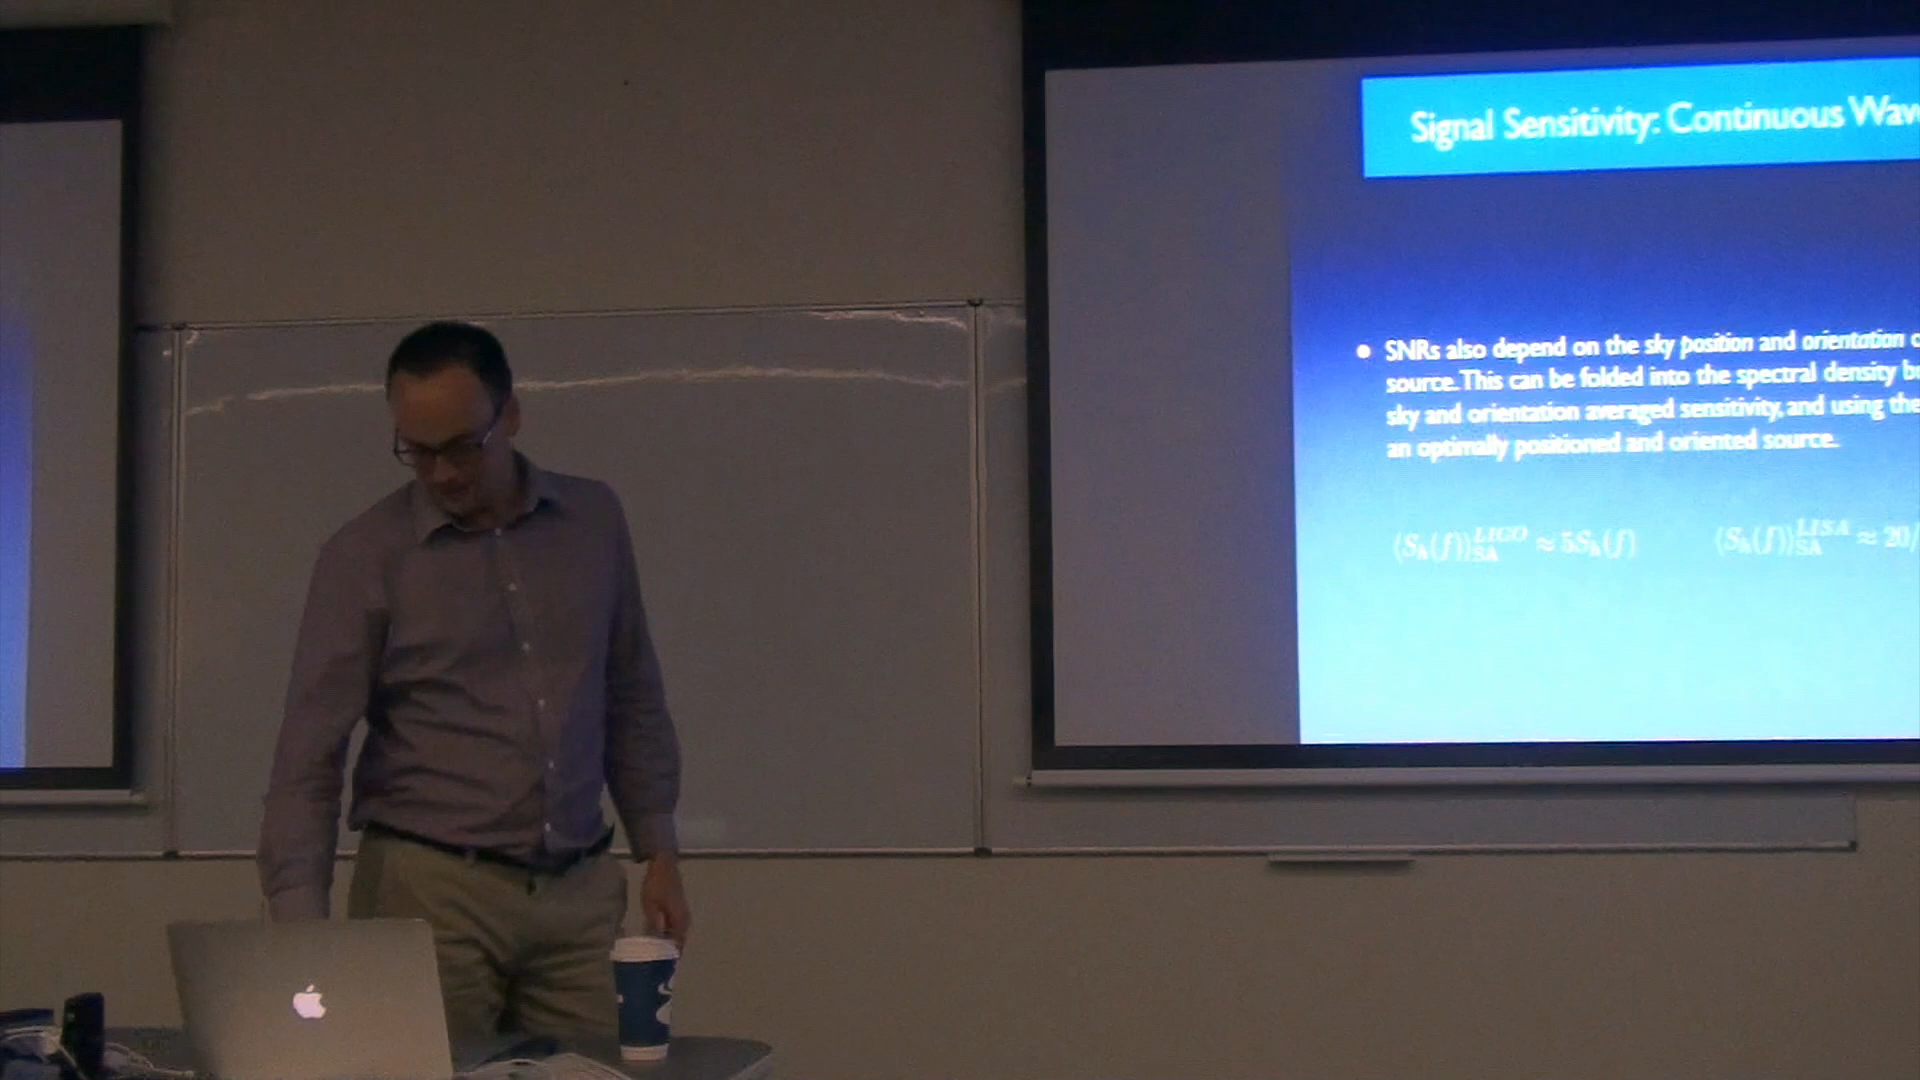 Signal Sensitivity: Continuous
• SNRs also depend on the sky position and orientation
source. This can be folded into the spectral density
sky and orientation averaged sensitivity, and using the
an optimally positioned and oriented source.
⟨S_h(f)⟩_SA^LIGO ≈ 5S_h(f) ⟨S_h(f)⟩_SA^LISA ≈ 20/